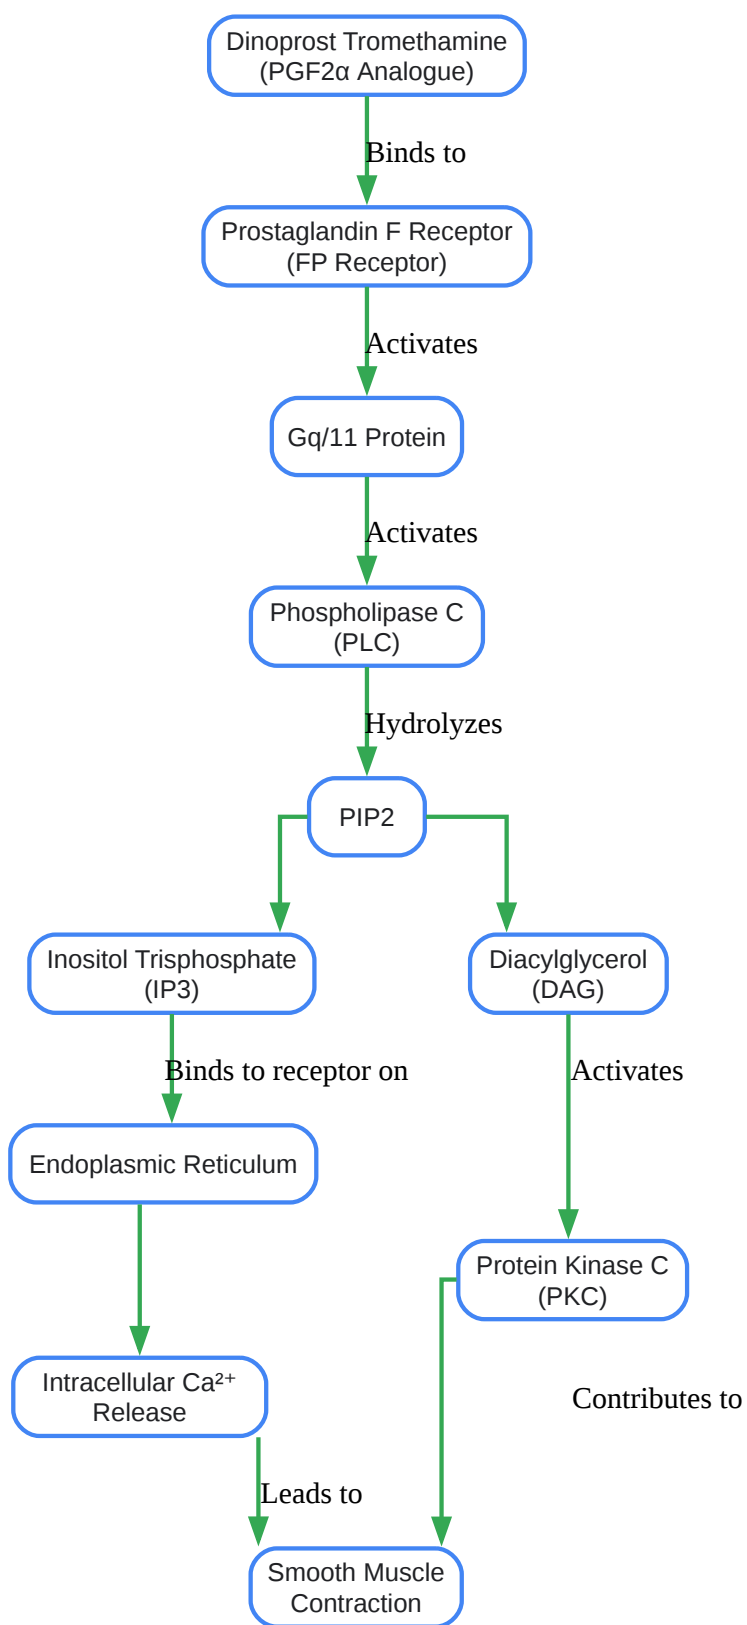 Dinoprost Tromethamine
(PGF2α Analogue)
Binds to
Prostaglandin F Receptor
(FP Receptor)
Activates
Gq/11 Protein
Activates
Phospholipase C
(PLC)
Hydrolyzes
PIP2
Inositol Trisphosphate
(IP3)
Diacylglycerol
(DAG)
Binds to receptor on
Activates
Endoplasmic Reticulum
Protein Kinase C
(PKC)
Intracellular Ca²⁺
Release
Contributes to
Leads to
Smooth Muscle
Contraction